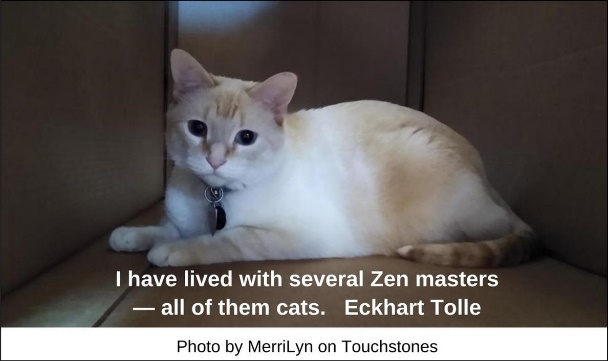 I have lived with several Zen masters
— all of them cats.   Eckhart Tolle
Photo by MerriLyn on Touchstones